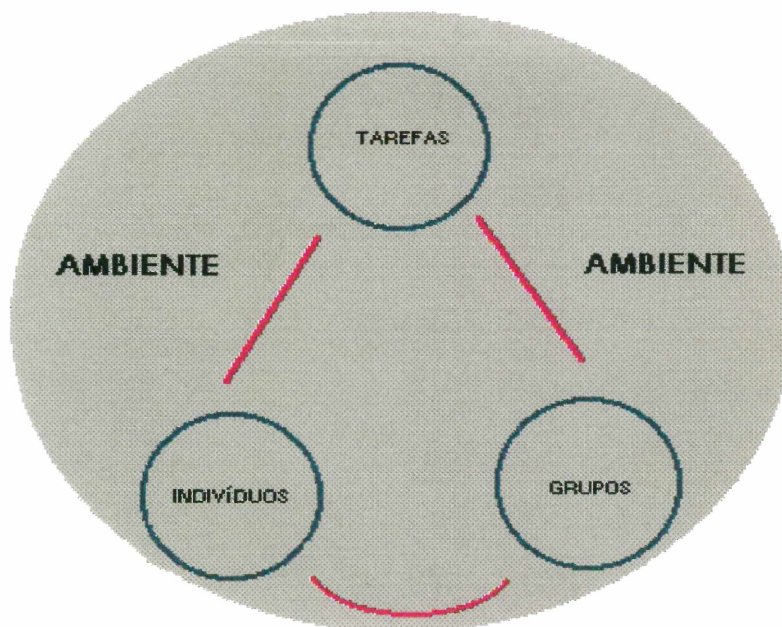 TAREFAS
AMBIENTE
AMBIENTE
INDIVÍDUOS
GRUPOS